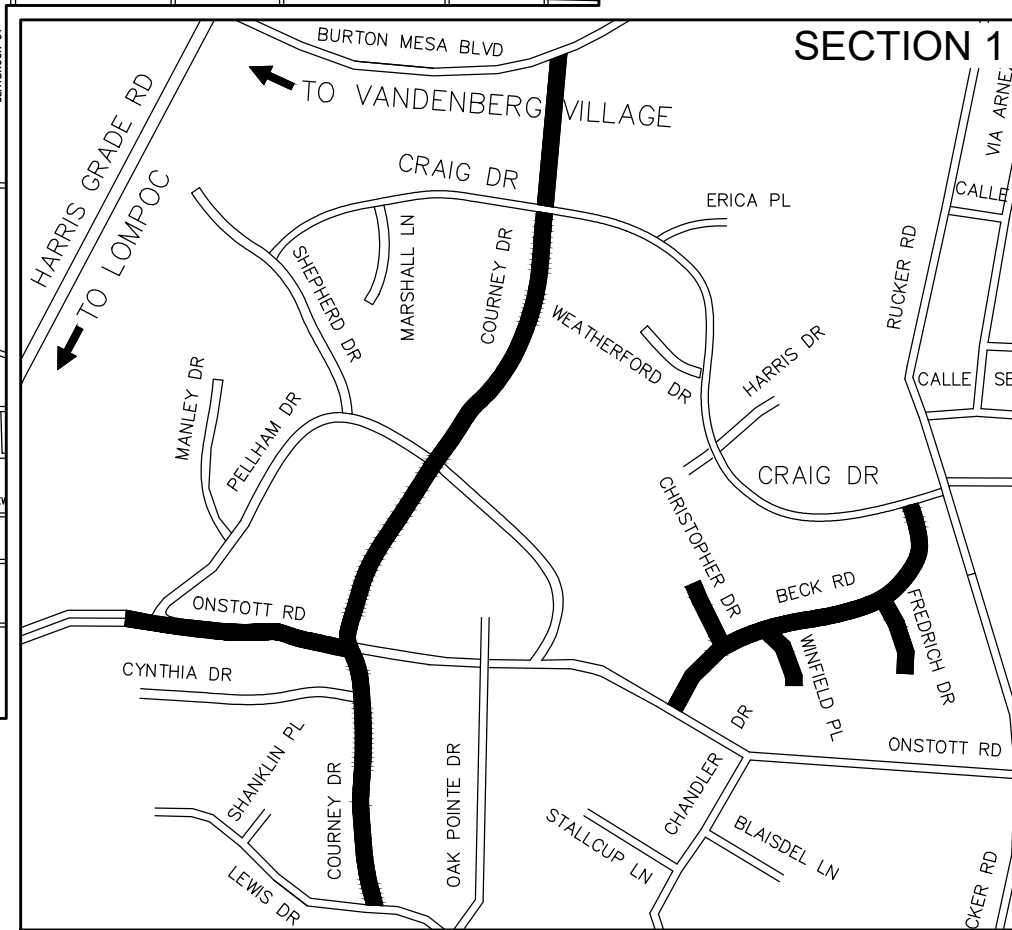 SECTION 1
BURTON MESA BLVD
TO VANDENBERG VILLAGE
HARRIS GRADE RD
TO LOMPOC
CRAIG DR
ERICA PL
VIA ARNE
CALLE
RUCKER RD
SHEPHERD DR
MARSHALL LN
COURNEY DR
WEATHERFORD DR
HARRIS DR
CALLE
SE
MANLEY DR
PELLHAM DR
CRAIG DR
CHRISTOPHER DR
BECK RD
FREDRICH DR
WINFIELD PL
ONSTOTT RD
CYNTHIA DR
SHANKLIN PL
COURNEY DR
OAK POINTE DR
CHANDLER DR
ONSTOTT RD
STALLCUP LN
BLAISDEL LN
LEWIS DR
CKER RD